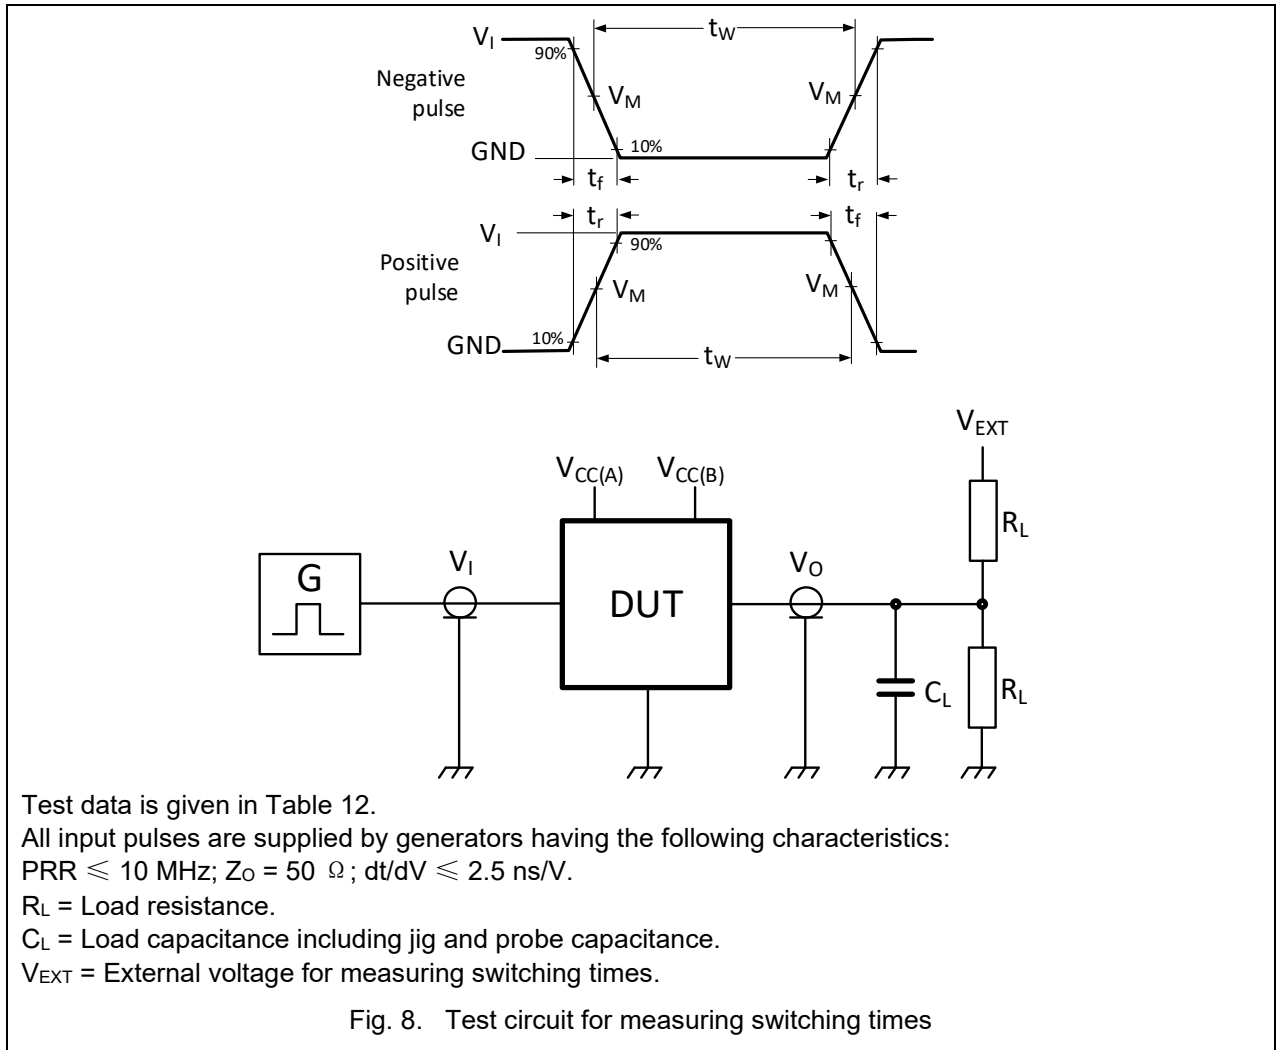 V_I
90%
t_W
Negative
pulse
V_M
V_M
GND
10%
t_f
t_r
t_r
t_f
V_I
90%
Positive
pulse
V_M
V_M
10%
GND
t_W
V_EXT
V_CC(A) V_CC(B)
R_L
G
V_I
DUT
V_O
C_L
R_L
Test data is given in Table 12.
All input pulses are supplied by generators having the following characteristics:
PRR ≤ 10 MHz; Z_O = 50 Ω; dt/dV ≤ 2.5 ns/V.
R_L = Load resistance.
C_L = Load capacitance including jig and probe capacitance.
V_EXT = External voltage for measuring switching times.
Fig. 8. Test circuit for measuring switching times